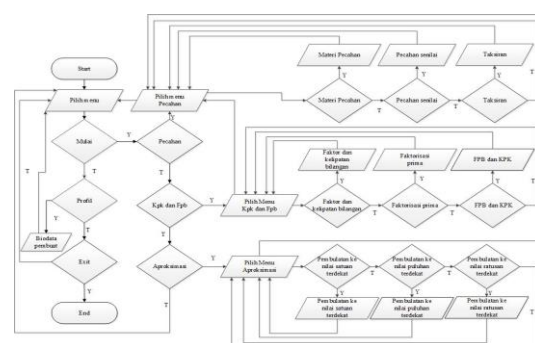 Start
Pilih menu
Mulai
Y
T
Profil
Y
T
Biodata
pembuat
Exit
T
Y
End
Pilih menu
Pecahan
Y
Pecahan
T
Kpk dan Fpb
Y
T
Aproksimasi
Y
T
Materi Pecahan
Pecahan senilai
Taksiran
Y
Y
Y
Materi Pecahan
T
Pecahan senilai
T
Taksiran
T
Pilih Menu
Kpk dan Fpb
Faktor dan
kelipatan
bilangan
Faktorisasi
prima
FPB dan KPK
Y
Y
Y
Faktor dan
kelipatan bilangan
T
Faktorisasi prima
T
FPB dan KPK
T
Pilih Menu
Aproksimasi
Pembulatan ke
nilai satuan
terdekat
T
Pembulatan ke
nilai puluhan
terdekat
T
Pembulatan ke
nilai ratusan
terdekat
T
Y
Y
Y
Pembulatan ke
nilai satuan
terdekat
Pembulatan ke
nilai puluhan
terdekat
Pembulatan ke
nilai ratusan
terdekat